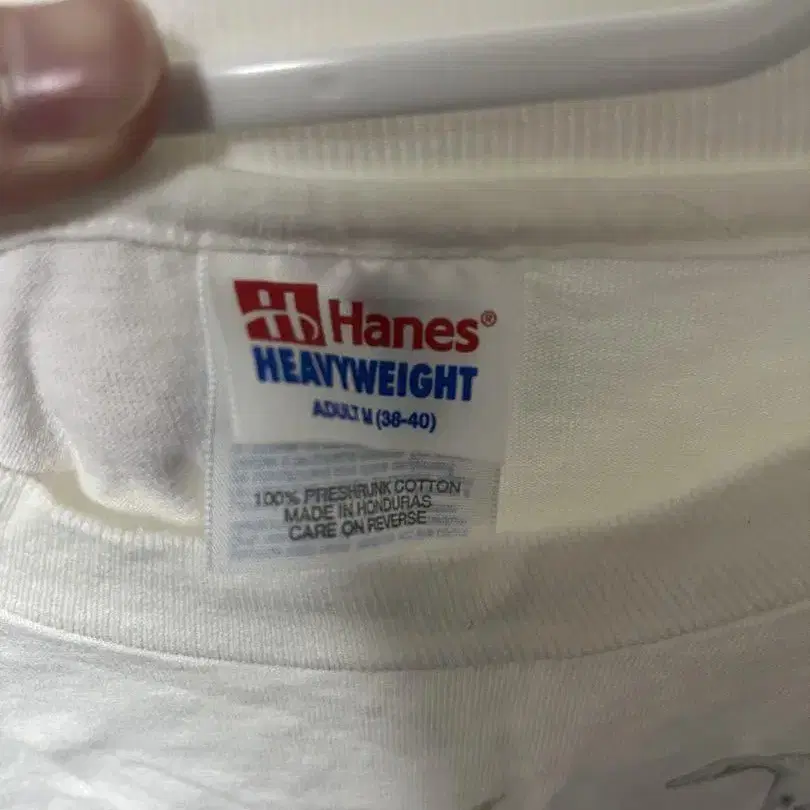 Hanes®
HEAVYWEIGHT
ADULT M (38-40)
100% PRESHRUNK COTTON
MADE IN HONDURAS
CARE ON REVERSE